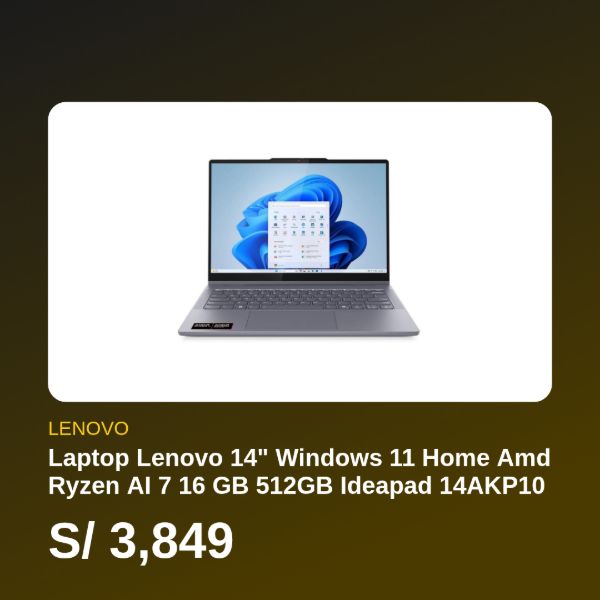 LENOVO
Laptop Lenovo 14" Windows 11 Home Amd
Ryzen AI 7 16 GB 512GB Ideapad 14AKP10
S/ 3,849